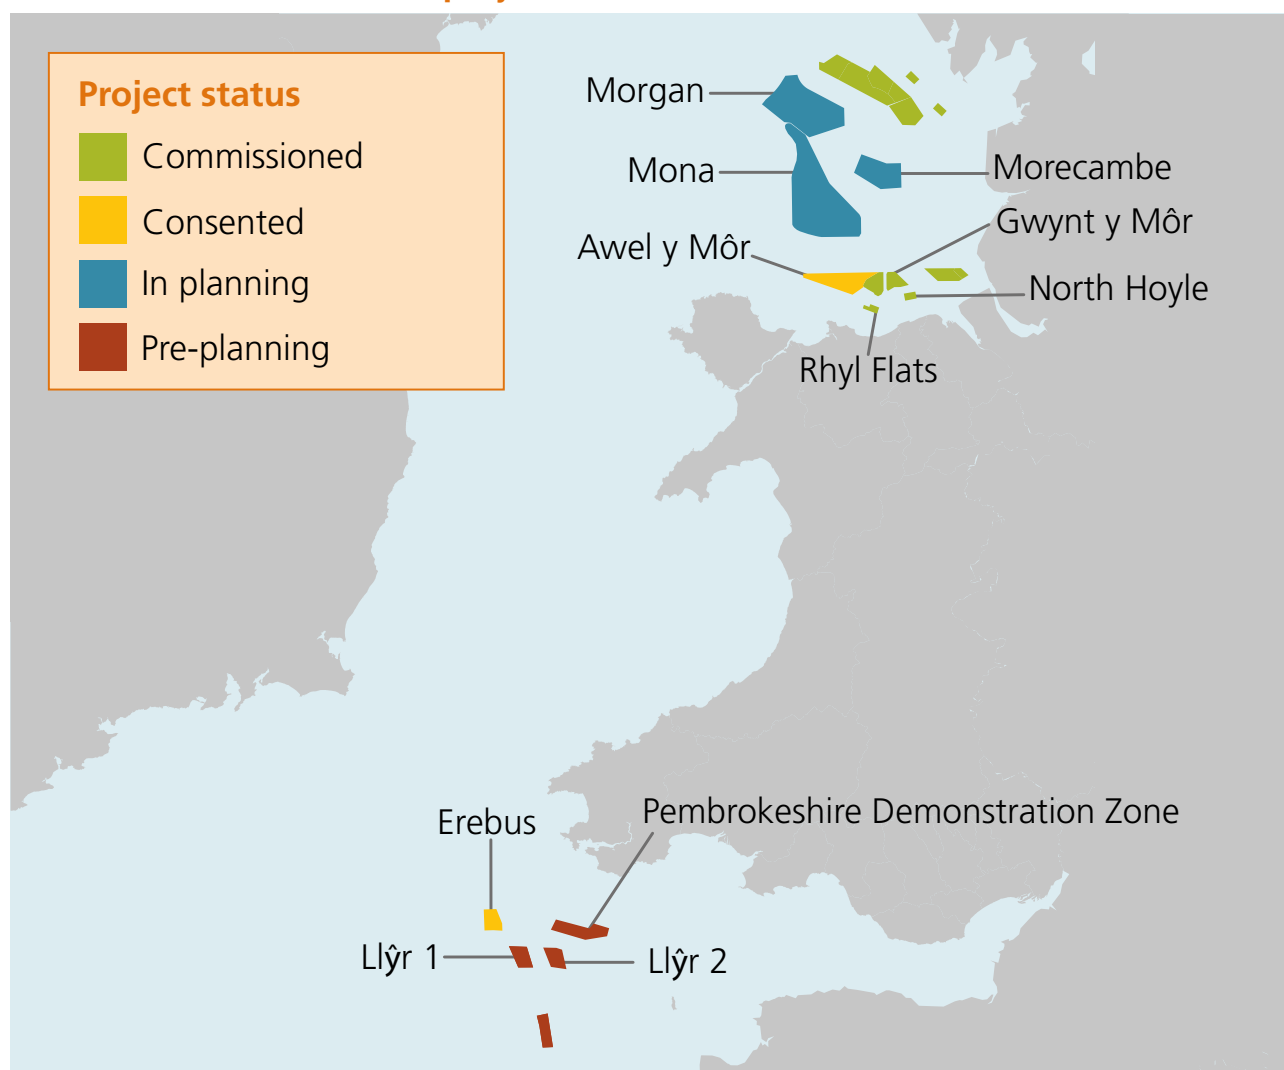 Project status
Commissioned
Consented
In planning
Pre-planning
Morgan
Mona
Morecambe
Gwynt y Môr
Awel y Môr
North Hoyle
Rhyl Flats
Erebus
Pembrokeshire Demonstration Zone
Llŷr 1
Llŷr 2